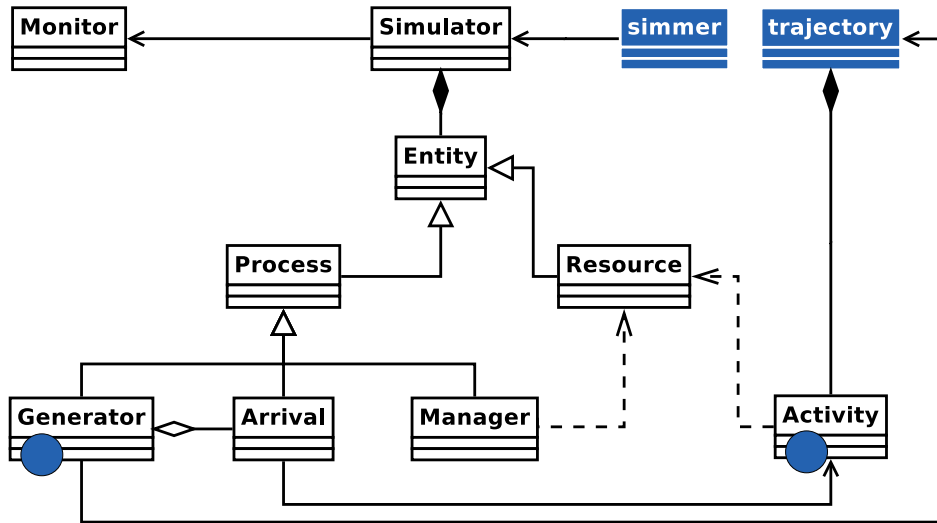 Monitor
Simulator
simmer
trajectory
Entity
Process
Resource
Generator
Arrival
Manager
Activity